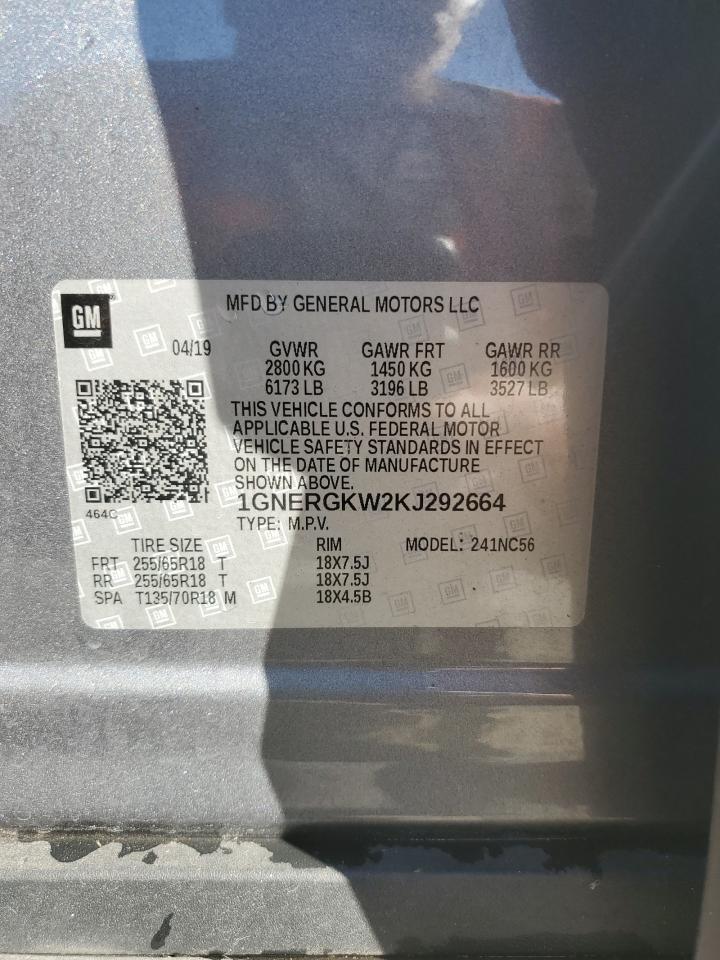 GM
MFD BY GENERAL MOTORS LLC
04/19 GVWR GAWR FRT GAWR RR
2800 KG 1450 KG 1600 KG
6173 LB 3196 LB 3527 LB
THIS VEHICLE CONFORMS TO ALL
APPLICABLE U.S. FEDERAL MOTOR
VEHICLE SAFETY STANDARDS IN EFFECT
ON THE DATE OF MANUFACTURE
SHOWN ABOVE.
1GNERGKW2KJ292664
464C
TYPE: M.P.V.
TIRE SIZE RIM MODEL: 241NC56
FRT 255/65R18 T 18X7.5J
RR 255/65R18 T 18X7.5J
SPA T135/70R18 M 18X4.5B